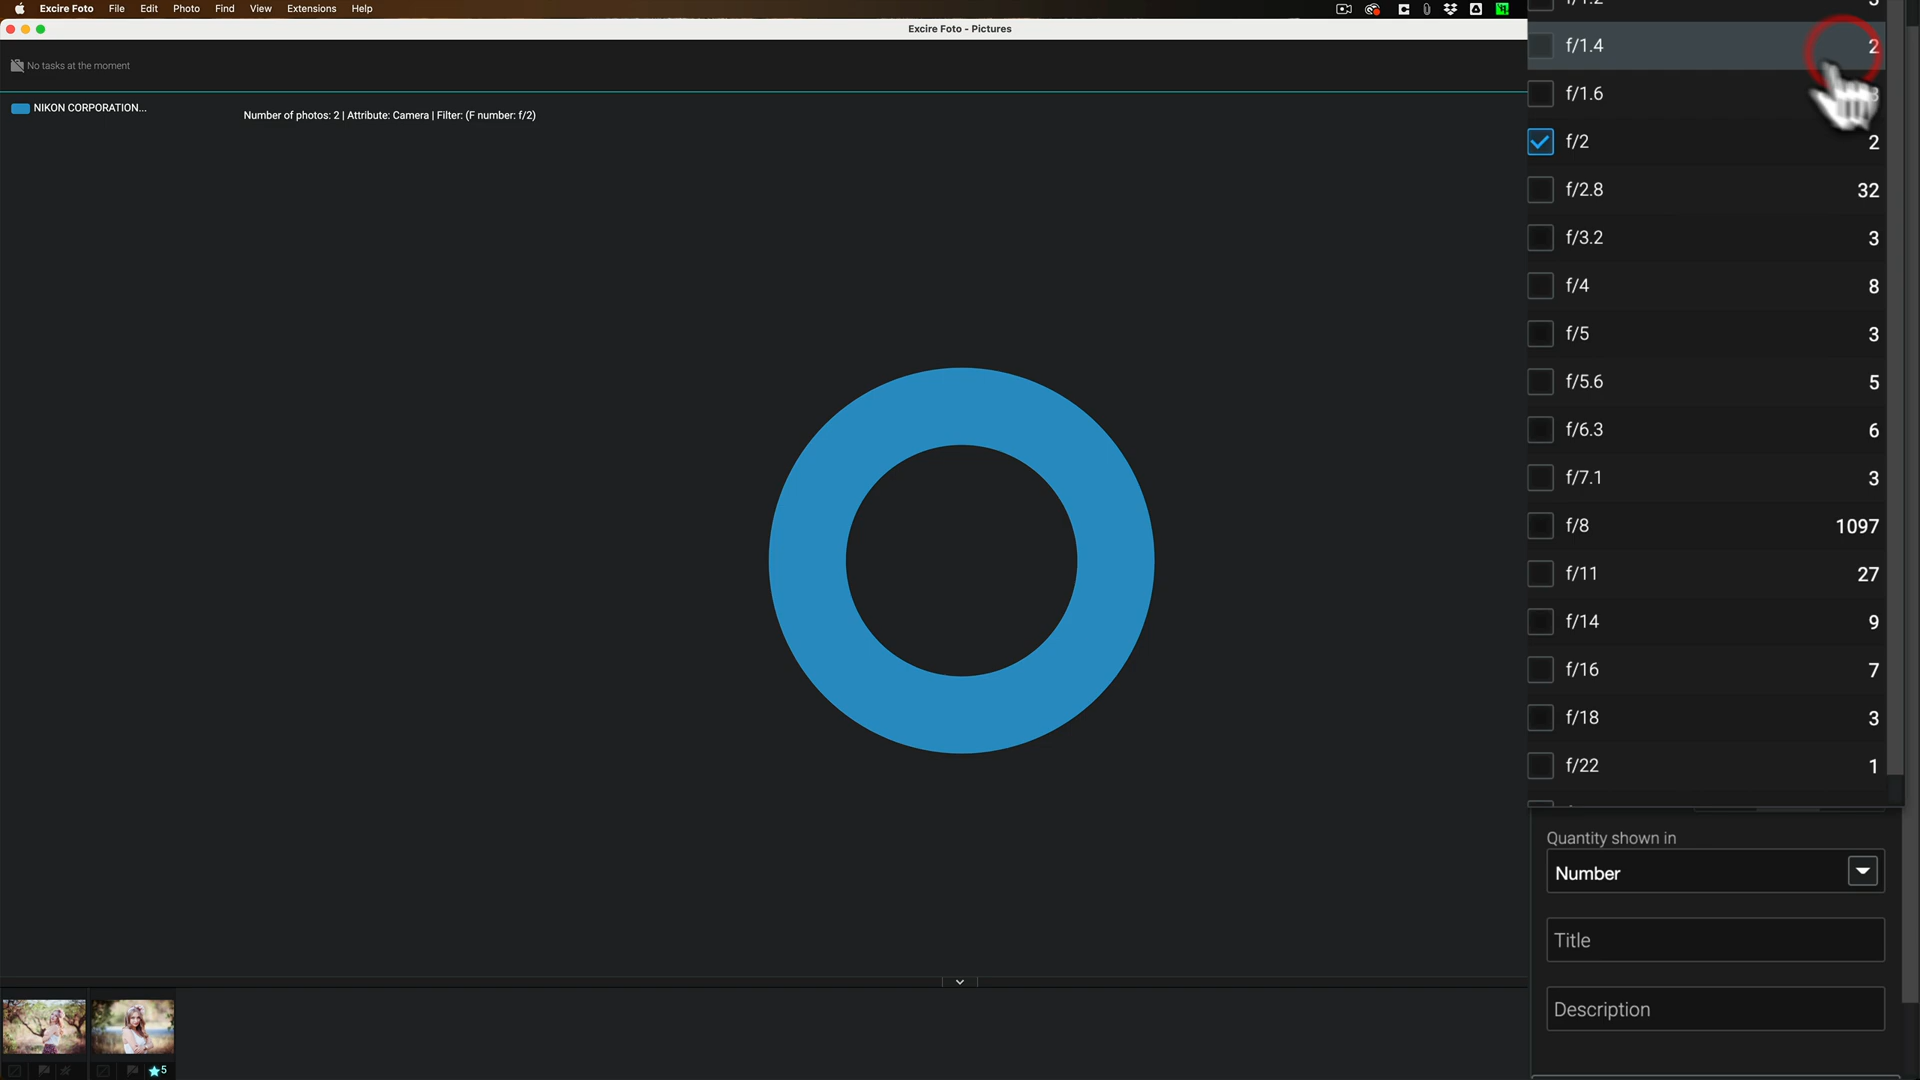 Excire Foto File Edit Photo Find View Extensions Help
Excire Foto - Pictures
No tasks at the moment
NIKON CORPORATION...
Number of photos: 2 | Attribute: Camera | Filter: (F number: f/2)
f/1.4 2
f/1.6
f/2 2
f/2.8 32
f/3.2 3
f/4 8
f/5 3
f/5.6 5
f/6.3 6
f/7.1 3
f/8 1097
f/11 27
f/14 9
f/16 7
f/18 3
f/22 1
Quantity shown in
Number
Title
Description
5